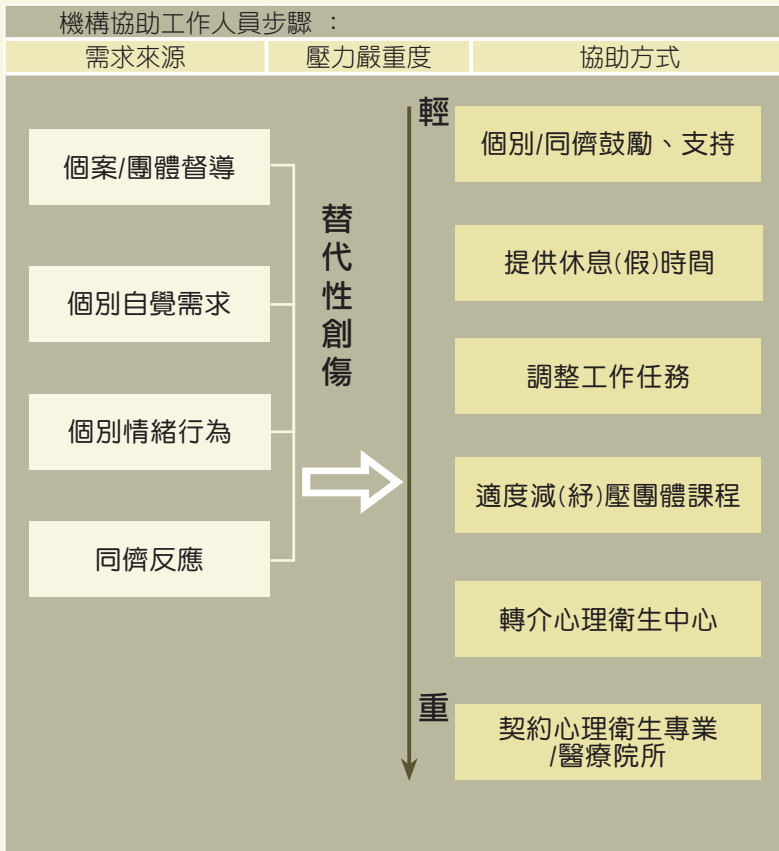 機構協助工作人員步驟 ：
需求來源
壓力嚴重度
協助方式
個案/團體督導
個別自覺需求
個別情緒行為
同儕反應
替代性創傷
輕
重
個別/同儕鼓勵、支持
提供休息(假)時間
調整工作任務
適度減(紓)壓團體課程
轉介心理衛生中心
契約心理衛生專業
/醫療院所